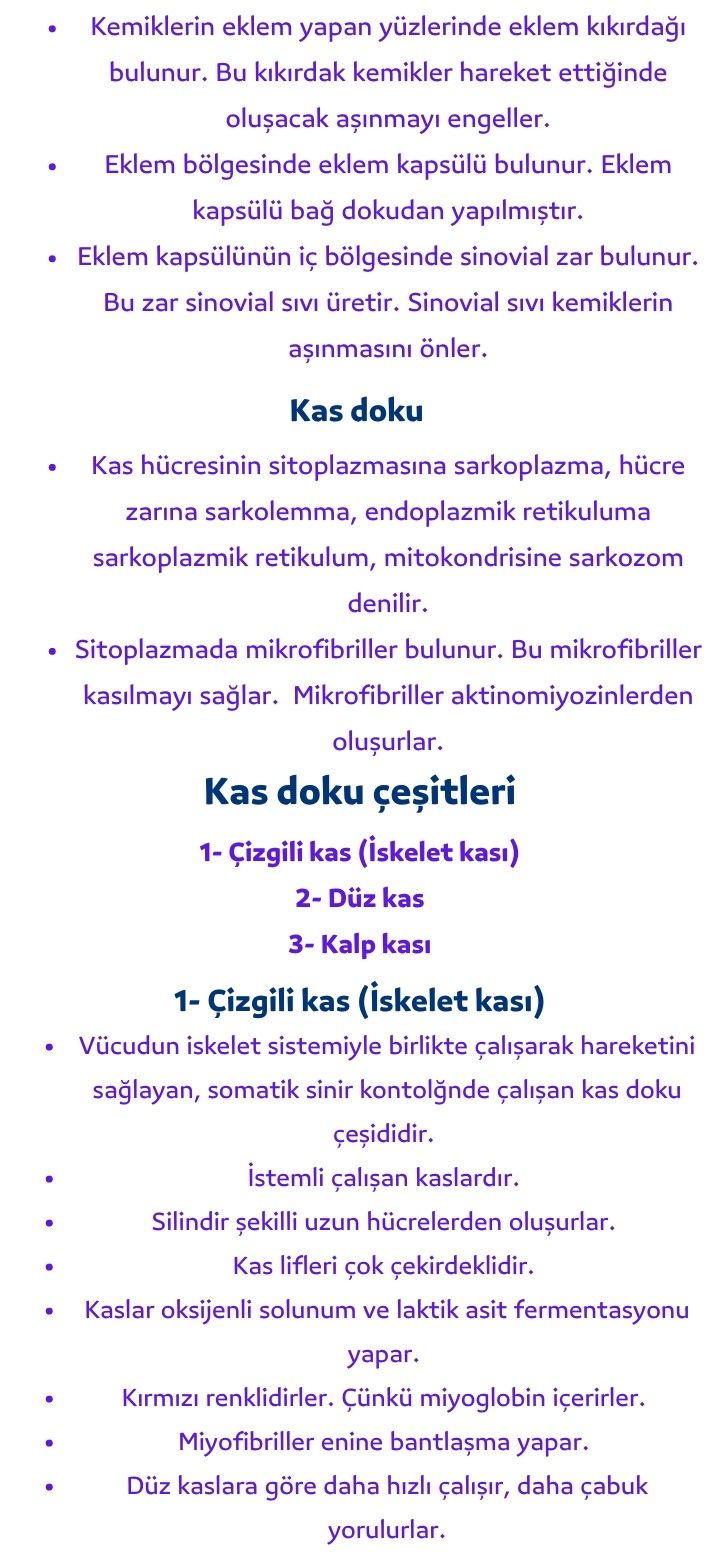 • Kemiklerin eklem yapan yüzlerinde eklem kıkırdağı
bulunur. Bu kıkırdak kemikler hareket ettiğinde
oluşacak aşınmayı engeller.
• Eklem bölgesinde eklem kapsülü bulunur. Eklem
kapsülü bağ dokudan yapılmıştır.
• Eklem kapsülünün iç bölgesinde sinovial zar bulunur.
Bu zar sinovial sıvı üretir. Sinovial sıvı kemiklerin
aşınmasını önler.
Kas doku
• Kas hücresinin sitoplazmasına sarkoplazma, hücre
zarına sarkolemma, endoplazmik retikuluma
sarkoplazmik retikulum, mitokondrisine sarkozom
denilir.
• Sitoplazmada mikrofibriller bulunur. Bu mikrofibriller
kasılmayı sağlar. Mikrofibriller aktinomiyozinlerden
oluşurlar.
Kas doku çeşitleri
1- Çizgili kas (İskelet kası)
2- Düz kas
3- Kalp kası
1- Çizgili kas (İskelet kası)
• Vücudun iskelet sistemiyle birlikte çalışarak hareketini
sağlayan, somatik sinir kontolğnde çalışan kas doku
çeşididir.
• İstemli çalışan kaslardır.
• Silindir şekilli uzun hücrelerden oluşurlar.
• Kas lifleri çok çekirdeklidir.
• Kaslar oksijenli solunum ve laktik asit fermentasyonu
yapar.
• Kırmızı renklidirler. Çünkü miyoglobin içerirler.
• Miyofibriller enine bantlaşma yapar.
• Düz kaslara göre daha hızlı çalışır, daha çabuk
yorulurlar.